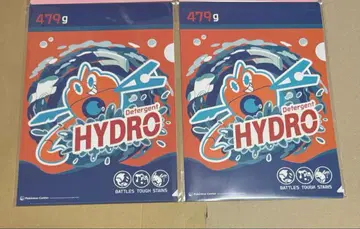 479g
Detergent
HYDRO
BATTLES TOUGH STAINS
479g
Detergent
HYDRO
BATTLES TOUGH STAINS